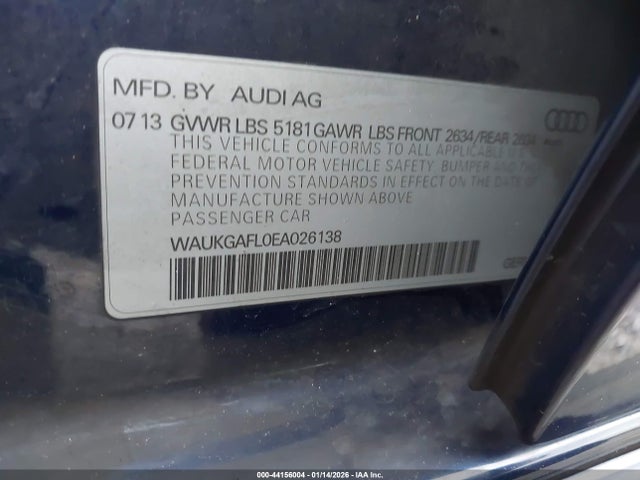 MFD. BY AUDI AG
07 13 GVWR LBS 5181 GAWR LBS FRONT 2634/REAR
THIS VEHICLE CONFORMS TO ALL APPLICABLE
FEDERAL MOTOR VEHICLE SAFETY, BUMPER AND
PREVENTION STANDARDS IN EFFECT ON THE DATE OF
MANUFACTURE SHOWN ABOVE
PASSENGER CAR
WAUKGAFL0EA026138
000-44156004 - 01/14/2026 - IAA Corp.